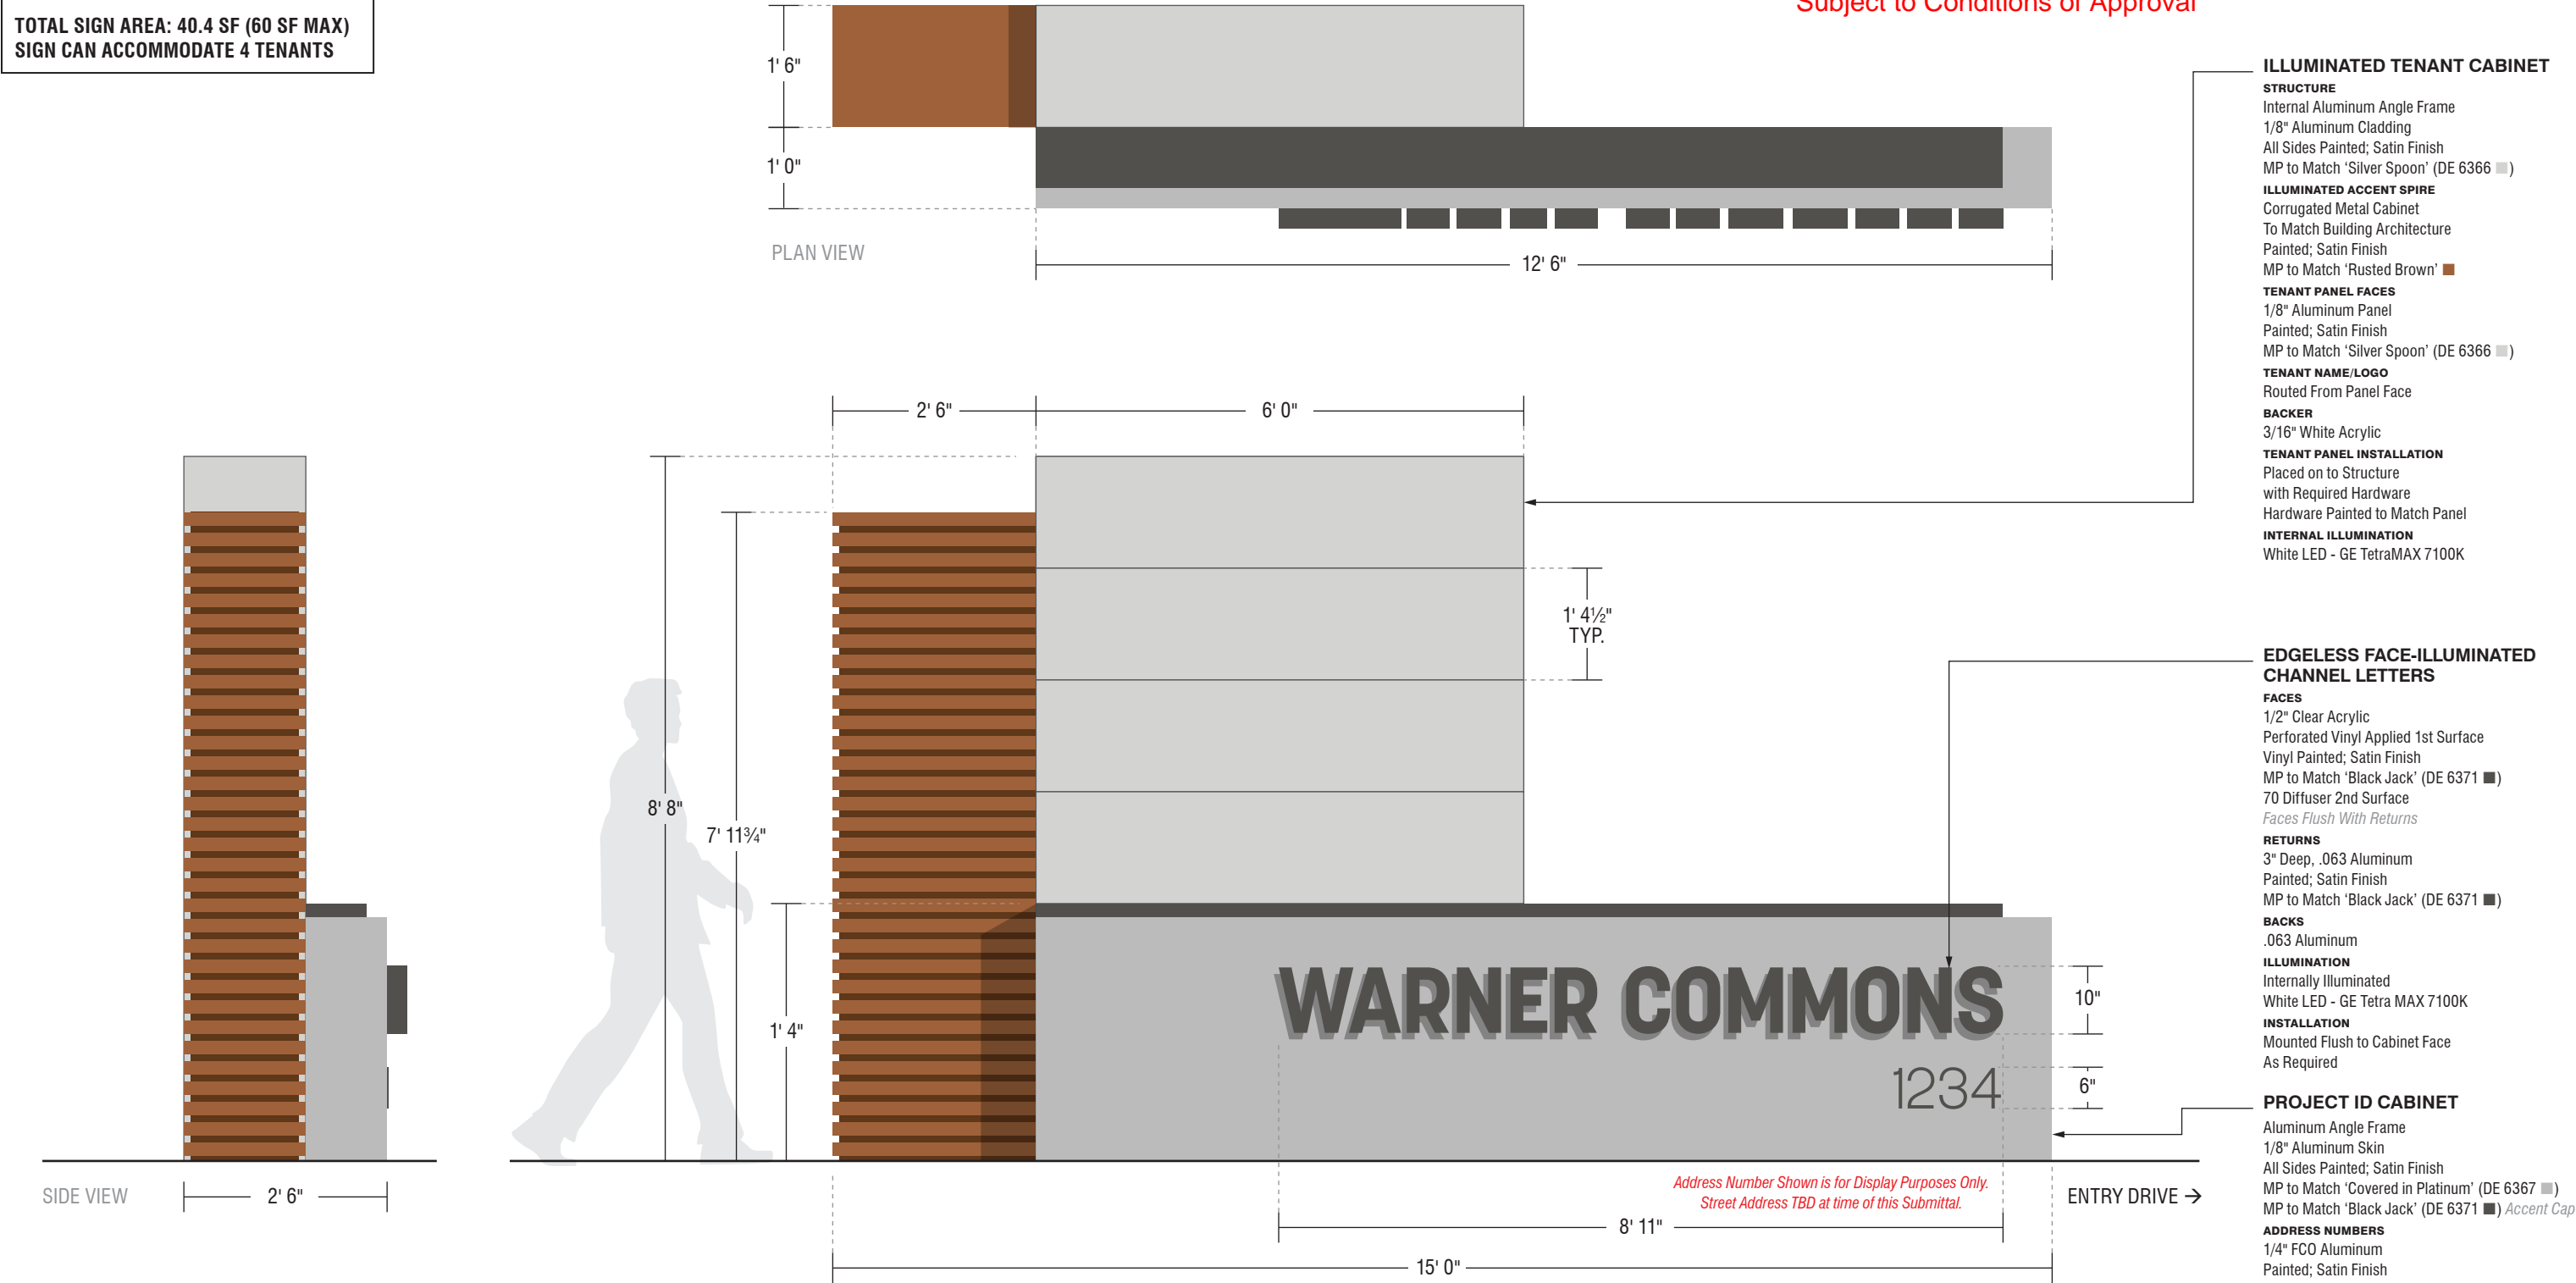 TOTAL SIGN AREA: 40.4 SF (60 SF MAX)
SIGN CAN ACCOMMODATE 4 TENANTS
Subject to Conditions of Approval
1' 6"
1' 0"
PLAN VIEW
12' 6"
2' 6"
6' 0"
8' 8"
7' 11¾"
1' 4"
1' 4½"
TYP.
WARNER COMMONS
1234
10"
6"
SIDE VIEW
2' 6"
Address Number Shown is for Display Purposes Only.
Street Address TBD at time of this Submittal.
ENTRY DRIVE →
8' 11"
15' 0"
ILLUMINATED TENANT CABINET
STRUCTURE
Internal Aluminum Angle Frame
1/8" Aluminum Cladding
All Sides Painted; Satin Finish
MP to Match ‘Silver Spoon’ (DE 6366 )
ILLUMINATED ACCENT SPIRE
Corrugated Metal Cabinet
To Match Building Architecture
Painted; Satin Finish
MP to Match ‘Rusted Brown’
TENANT PANEL FACES
1/8" Aluminum Panel
Painted; Satin Finish
MP to Match ‘Silver Spoon’ (DE 6366 )
TENANT NAME/LOGO
Routed From Panel Face
BACKER
3/16" White Acrylic
TENANT PANEL INSTALLATION
Placed on to Structure
with Required Hardware
Hardware Painted to Match Panel
INTERNAL ILLUMINATION
White LED - GE TetraMAX 7100K
EDGELESS FACE-ILLUMINATED
CHANNEL LETTERS
FACES
1/2" Clear Acrylic
Perforated Vinyl Applied 1st Surface
Vinyl Painted; Satin Finish
MP to Match ‘Black Jack’ (DE 6371 )
70 Diffuser 2nd Surface
Faces Flush With Returns
RETURNS
3" Deep, .063 Aluminum
Painted; Satin Finish
MP to Match ‘Black Jack’ (DE 6371 )
BACKS
.063 Aluminum
ILLUMINATION
Internally Illuminated
White LED - GE Tetra MAX 7100K
INSTALLATION
Mounted Flush to Cabinet Face
As Required
PROJECT ID CABINET
Aluminum Angle Frame
1/8" Aluminum Skin
All Sides Painted; Satin Finish
MP to Match ‘Covered in Platinum’ (DE 6367 )
MP to Match ‘Black Jack’ (DE 6371 ) Accent Cap
ADDRESS NUMBERS
1/4" FCO Aluminum
Painted; Satin Finish